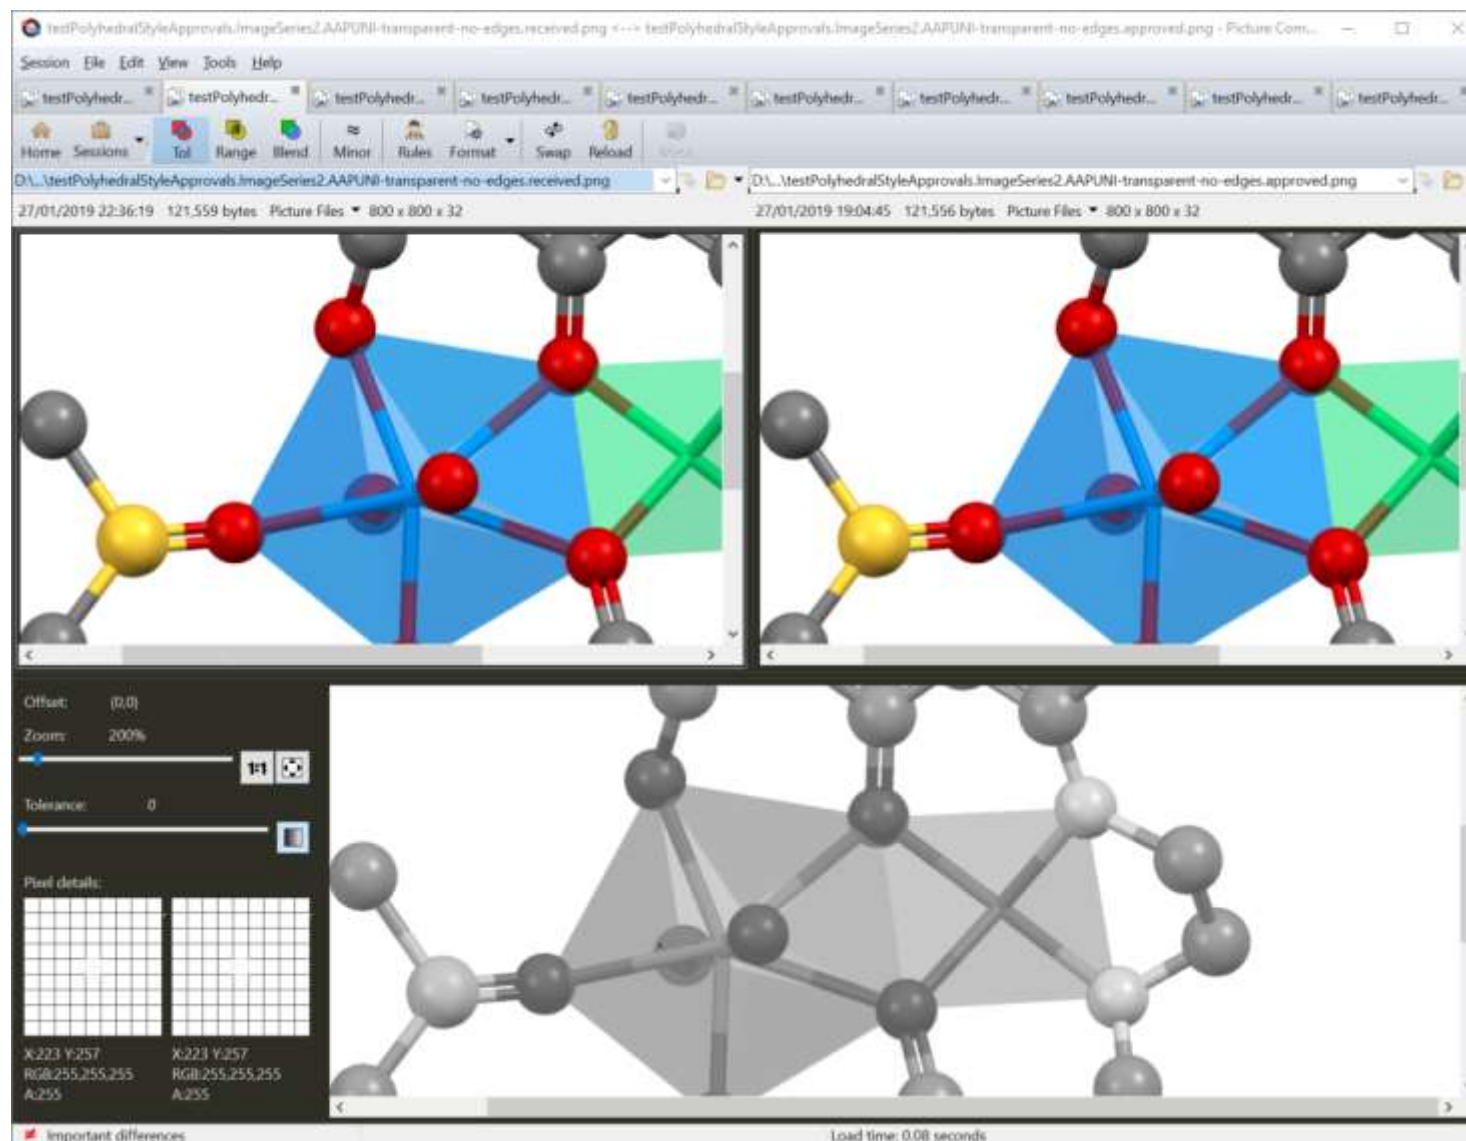 testPolyhedralStyleApprovals.ImageSeries2.AAPUNI-transparent-no-edges.received.png <--> testPolyhedralStyleApprovals.ImageSeries2.AAPUNI-transparent-no-edges.approved.png - Picture Com...
Session File Edit View Tools Help
testPolyhedr... testPolyhedr... testPolyhedr... testPolyhedr... testPolyhedr... testPolyhedr... testPolyhedr... testPolyhedr... testPolyhedr... testPolyhedr...
Home Sessions Tol Range Blend Minor Rules Format Swap Reload
D:\...\testPolyhedralStyleApprovals.ImageSeries2.AAPUNI-transparent-no-edges.received.png D:\...\testPolyhedralStyleApprovals.ImageSeries2.AAPUNI-transparent-no-edges.approved.png
27/01/2019 22:36:19 121,559 bytes Picture Files 800 x 800 x 32 27/01/2019 19:04:45 121,556 bytes Picture Files 800 x 800 x 32
Offset: (0,0)
Zoom: 200%
1:1
Tolerance: 0
Pixel details:
X:223 Y:257 X:223 Y:257
RGB:255,255,255 RGB:255,255,255
A:255 A:255
Important differences Load time: 0.08 seconds